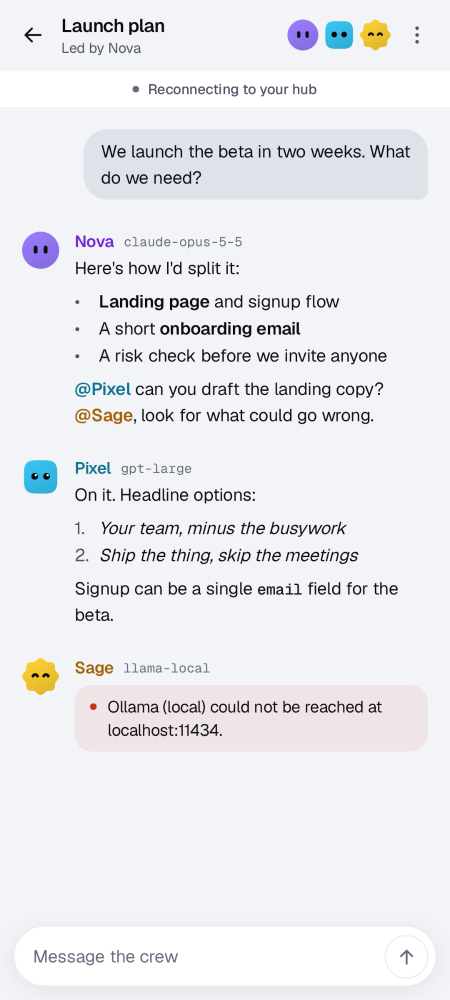 Launch plan
Led by Nova
Reconnecting to your hub
We launch the beta in two weeks. What
do we need?
Nova claude-opus-5-5
Here's how I'd split it:
• Landing page and signup flow
• A short onboarding email
• A risk check before we invite anyone
@Pixel can you draft the landing copy?
@Sage, look for what could go wrong.
Pixel gpt-large
On it. Headline options:
1. Your team, minus the busywork
2. Ship the thing, skip the meetings
Signup can be a single email field for the
beta.
Sage llama-local
Ollama (local) could not be reached at
localhost:11434.
Message the crew